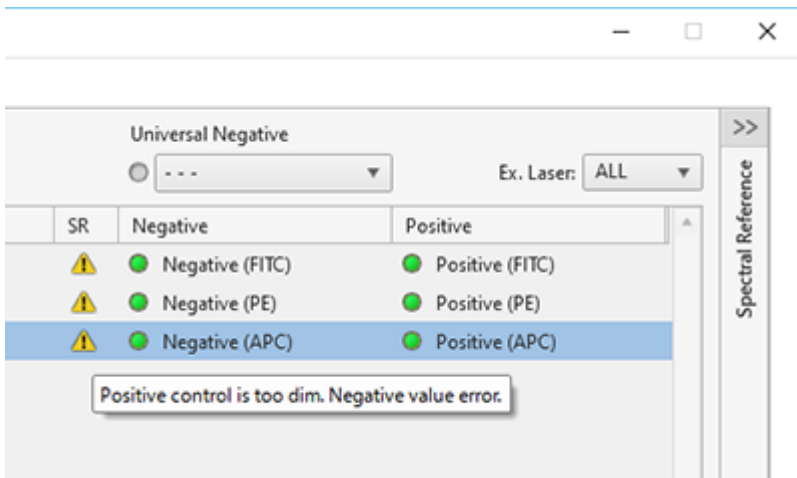 >>
Universal Negative
- - -
Ex. Laser: ALL
SR Negative Positive
Negative (FITC) Positive (FITC)
Negative (PE) Positive (PE)
Negative (APC) Positive (APC)
Positive control is too dim. Negative value error.
Spectral Reference